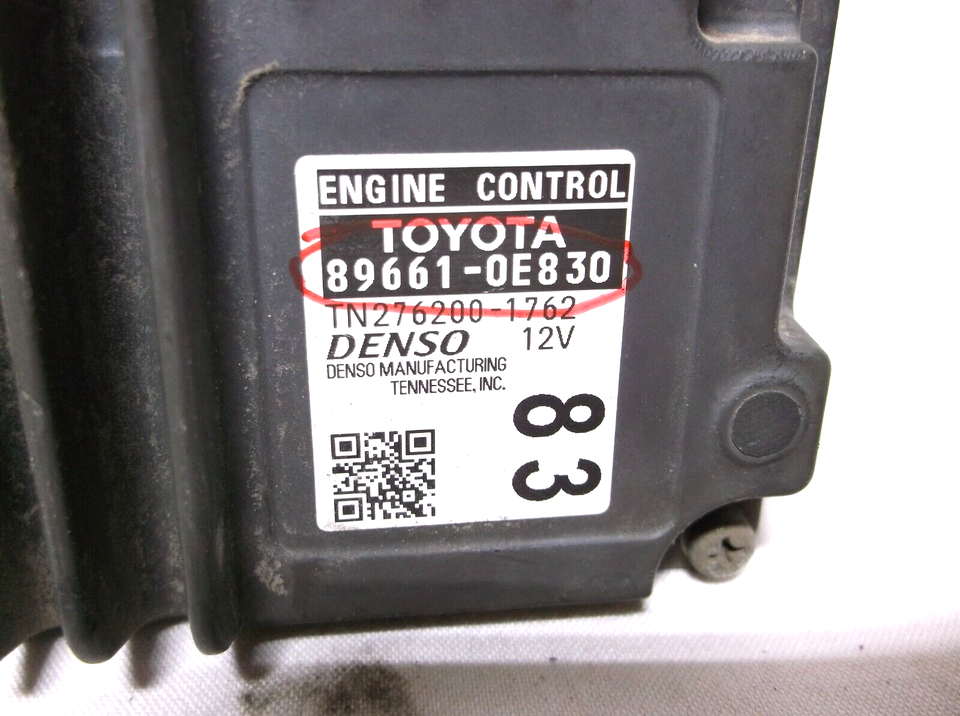 ENGINE CONTROL
TOYOTA
89661-0E830
TN276200-1762
DENSO 12V
DENSO MANUFACTURING
TENNESSEE, INC.
83